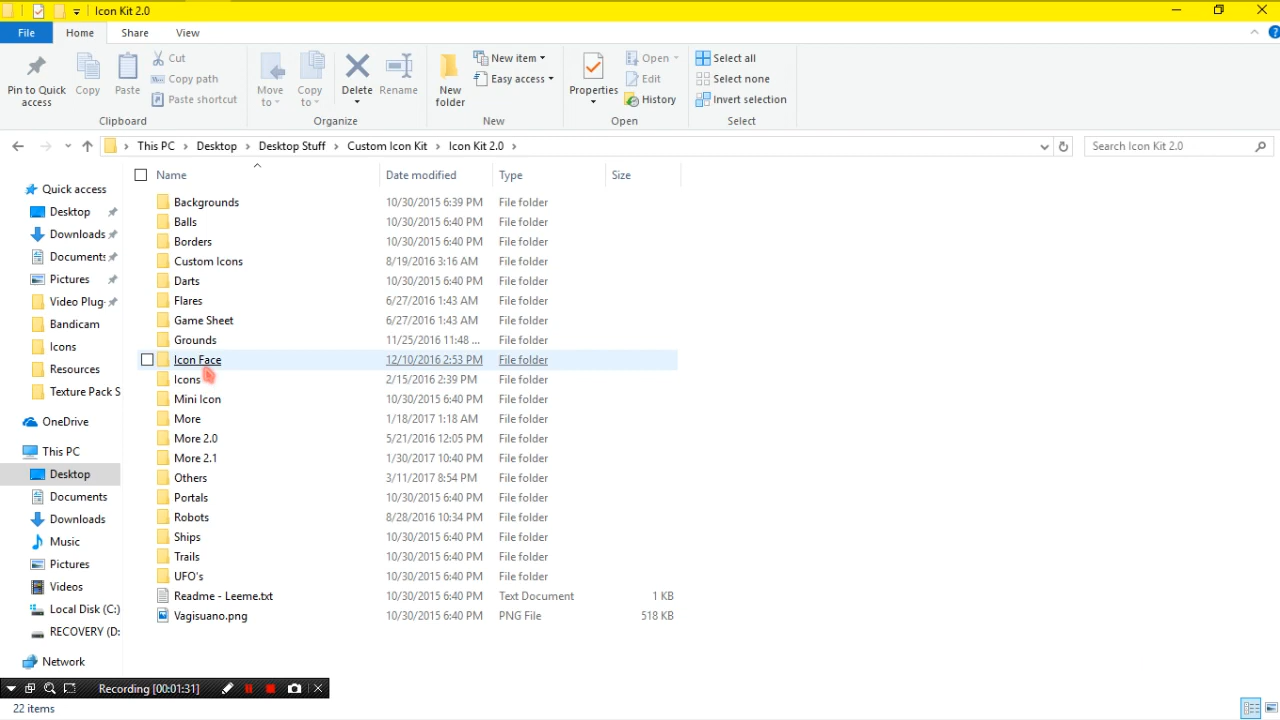 Icon Kit 2.0
File Home Share View
Pin to Quick access
Copy
Paste
Cut
Copy path
Paste shortcut
Clipboard
Move to
Copy to
Delete
Rename
Organize
New folder
New item
Easy access
New
Properties
Open
Edit
History
Open
Select all
Select none
Invert selection
Select
This PC > Desktop > Desktop Stuff > Custom Icon Kit > Icon Kit 2.0 >
Search Icon Kit 2.0
Quick access
Desktop
Downloads
Documents
Pictures
Video Plug-
Bandicam
Icons
Resources
Texture Pack S
OneDrive
This PC
Desktop
Documents
Downloads
Music
Pictures
Videos
Local Disk (C:)
RECOVERY (D:
Network
Name Date modified Type Size
Backgrounds 10/30/2015 6:39 PM File folder
Balls 10/30/2015 6:40 PM File folder
Borders 10/30/2015 6:40 PM File folder
Custom Icons 8/19/2016 3:16 AM File folder
Darts 10/30/2015 6:40 PM File folder
Flares 6/27/2016 1:43 AM File folder
Game Sheet 6/27/2016 1:43 AM File folder
Grounds 11/25/2016 11:48 ... File folder
Icon Face 12/10/2016 2:53 PM File folder
Icons 2/15/2016 2:39 PM File folder
Mini Icon 10/30/2015 6:40 PM File folder
More 1/18/2017 1:18 AM File folder
More 2.0 5/21/2016 12:05 PM File folder
More 2.1 1/30/2017 10:40 PM File folder
Others 3/11/2017 8:54 PM File folder
Portals 10/30/2015 6:40 PM File folder
Robots 8/28/2016 10:34 PM File folder
Ships 10/30/2015 6:40 PM File folder
Trails 10/30/2015 6:40 PM File folder
UFO's 10/30/2015 6:40 PM File folder
Readme - Leeme.txt 10/30/2015 6:40 PM Text Document 1 KB
Vagisuano.png 10/30/2015 6:40 PM PNG File 518 KB
Recording [00:01:31]
22 items